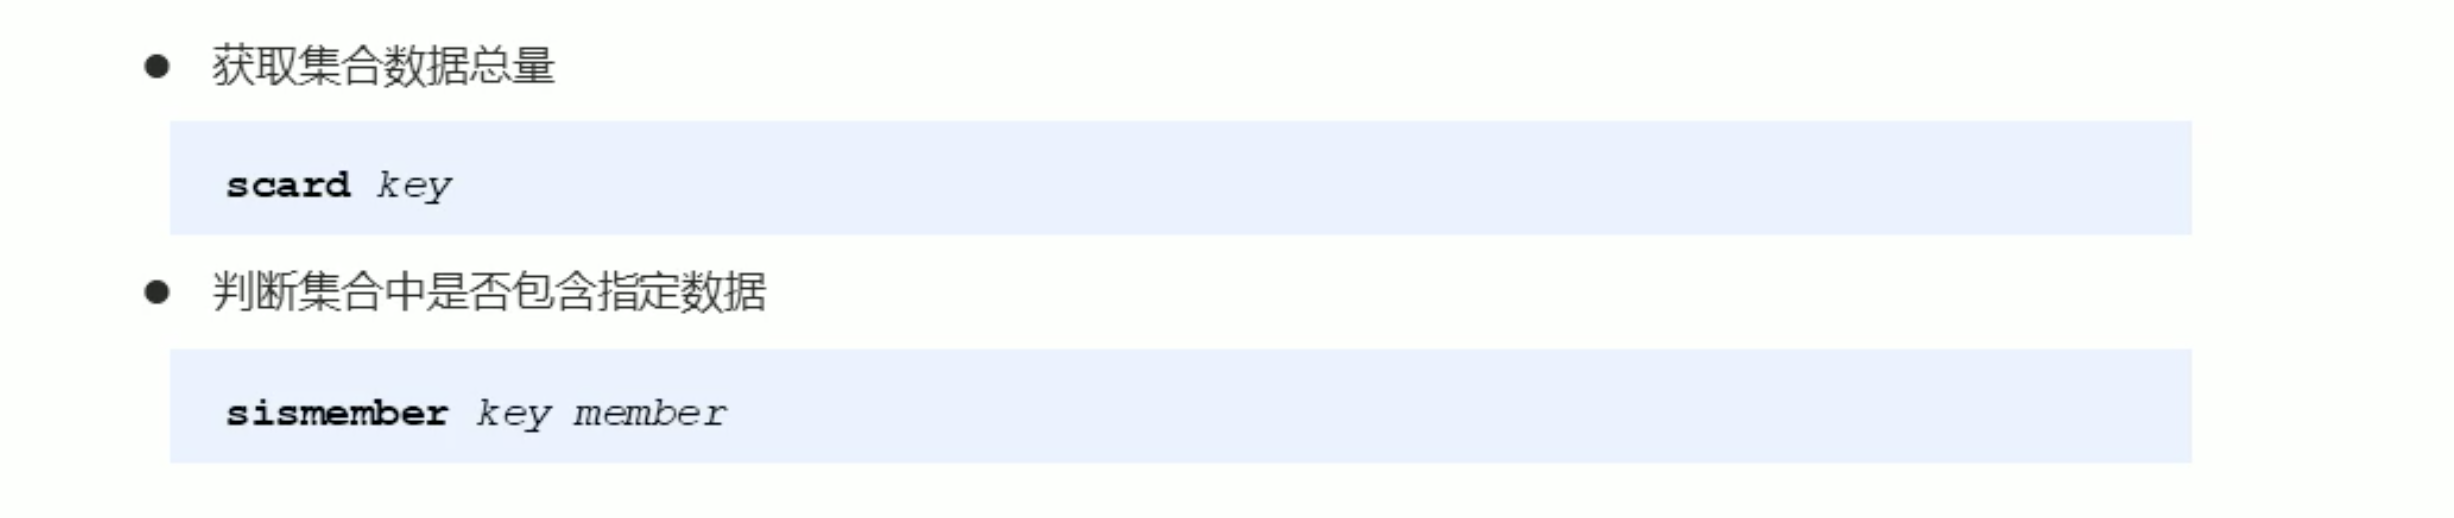 ● 获取集合数据总量
scard key
● 判断集合中是否包含指定数据
sismember key member